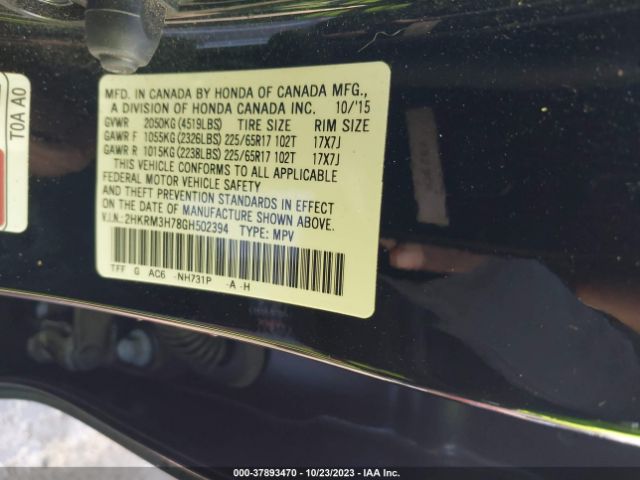 MFD. IN CANADA BY HONDA OF CANADA MFG.,
A DIVISION OF HONDA CANADA INC. 10/'15
GVWR 2050KG (4519LBS) TIRE SIZE RIM SIZE
GAWR F 1055KG (2326LBS) 225/65R17 102T 17X7J
GAWR R 1015KG (2238LBS) 225/65R17 102T 17X7J
THIS VEHICLE CONFORMS TO ALL APPLICABLE
FEDERAL MOTOR VEHICLE SAFETY
AND THEFT PREVENTION STANDARDS IN EFFECT
ON THE DATE OF MANUFACTURE SHOWN ABOVE.
V.I.N.: 2HKRM3H78GH502394 TYPE: MPV
TFF G AC6 -NH731P -A -H
T0A A0
000-37893470 • 10/23/2023 • IAA Inc.